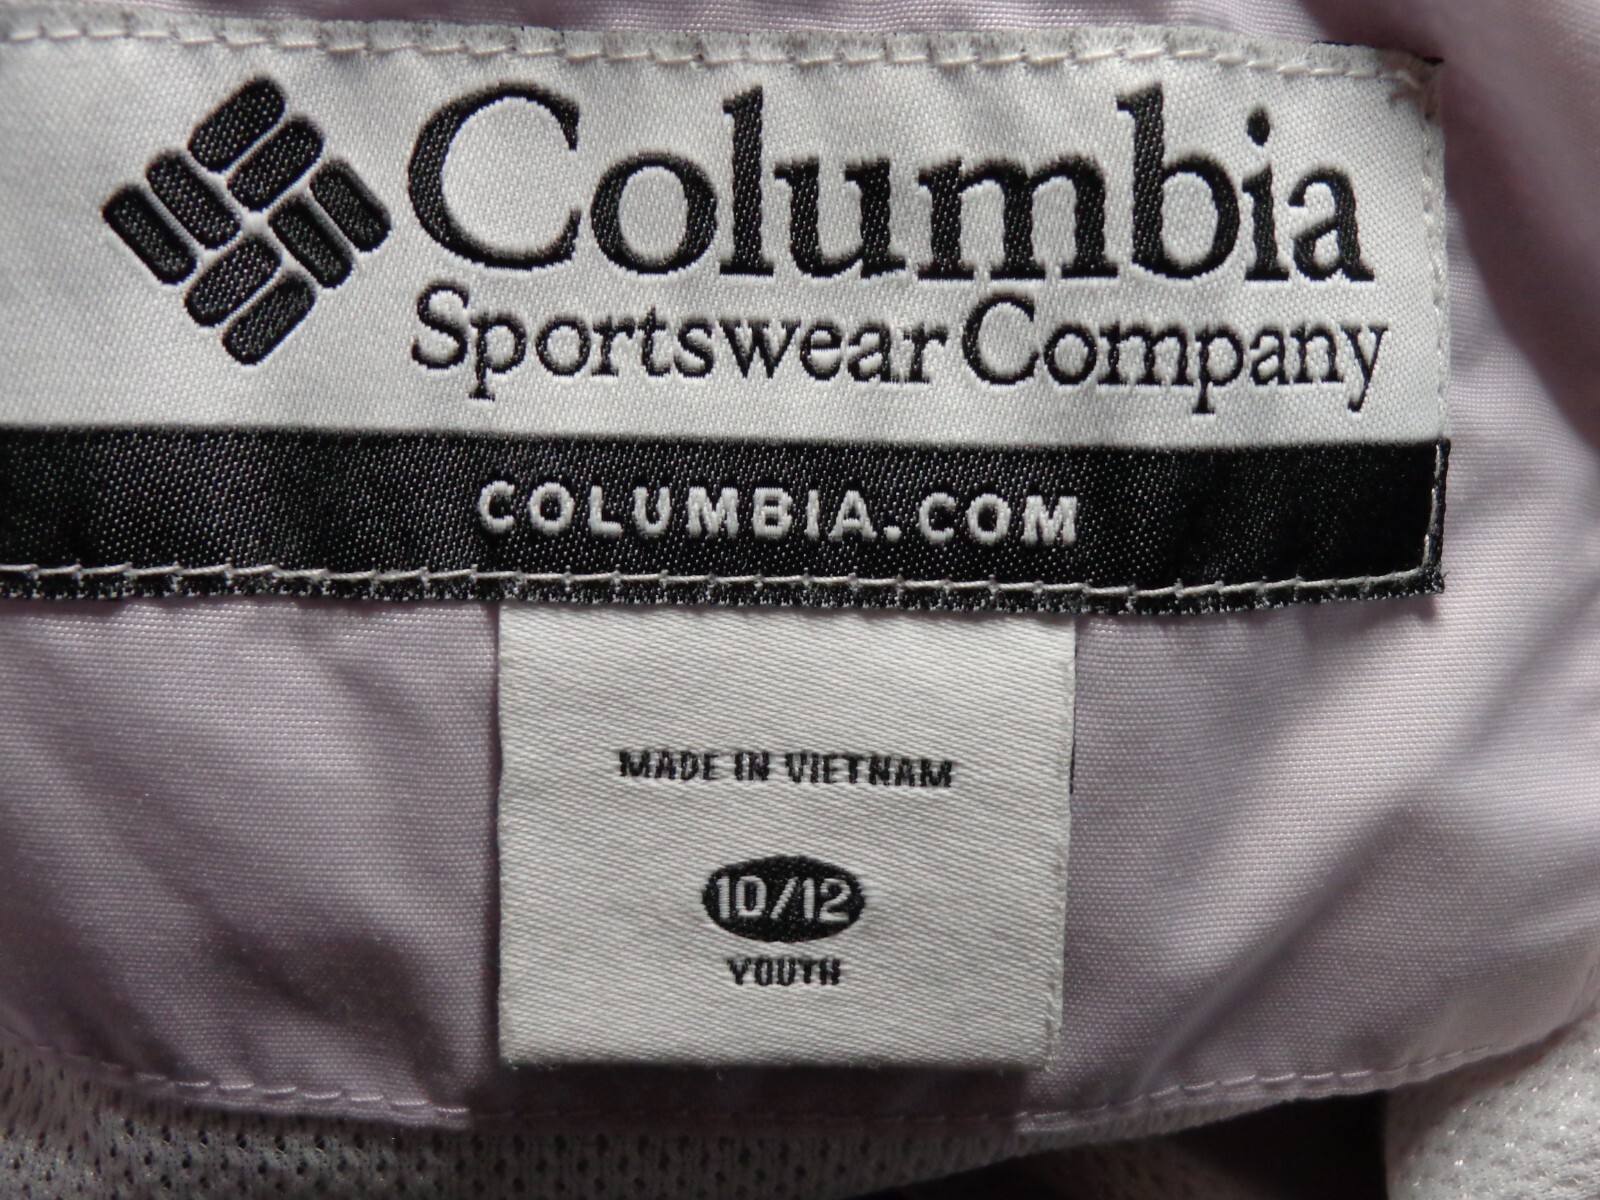 Columbia
Sportswear Company
COLUMBIA.COM
MADE IN VIETNAM
10/12
YOUTH